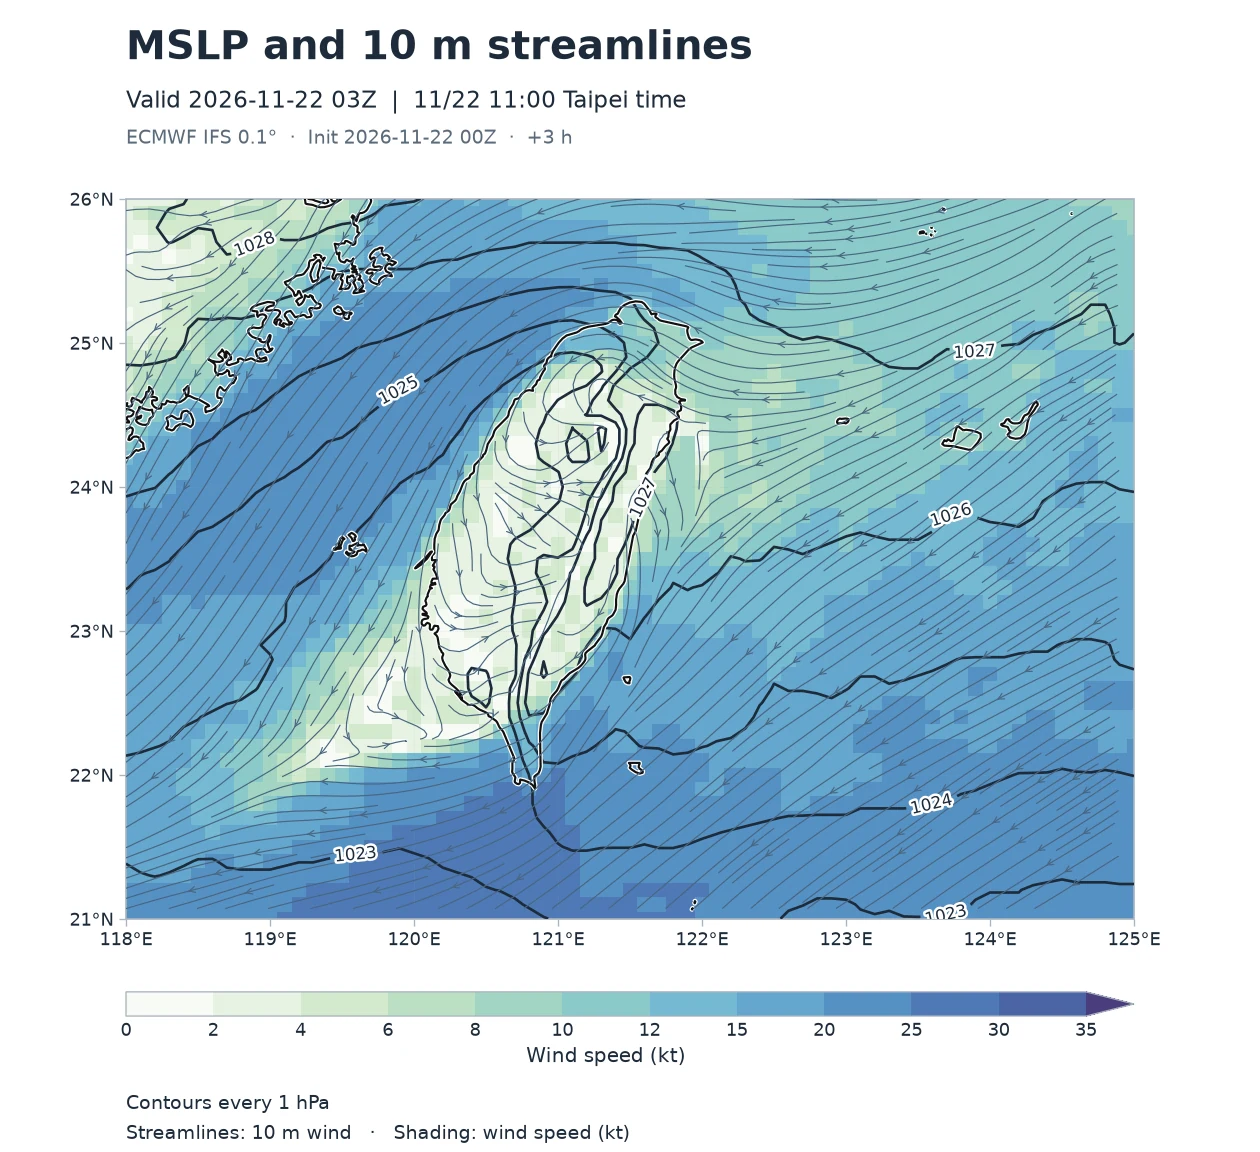 MSLP and 10 m streamlines
Valid 2026-11-22 03Z | 11/22 11:00 Taipei time
ECMWF IFS 0.1° · Init 2026-11-22 00Z · +3 h
26°N
25°N
24°N
23°N
22°N
21°N
1028
1027
1025
1027
1026
1024
1023
1023
118°E 119°E 120°E 121°E 122°E 123°E 124°E 125°E
0 2 4 6 8 10 12 15 20 25 30 35
Wind speed (kt)
Contours every 1 hPa
Streamlines: 10 m wind · Shading: wind speed (kt)